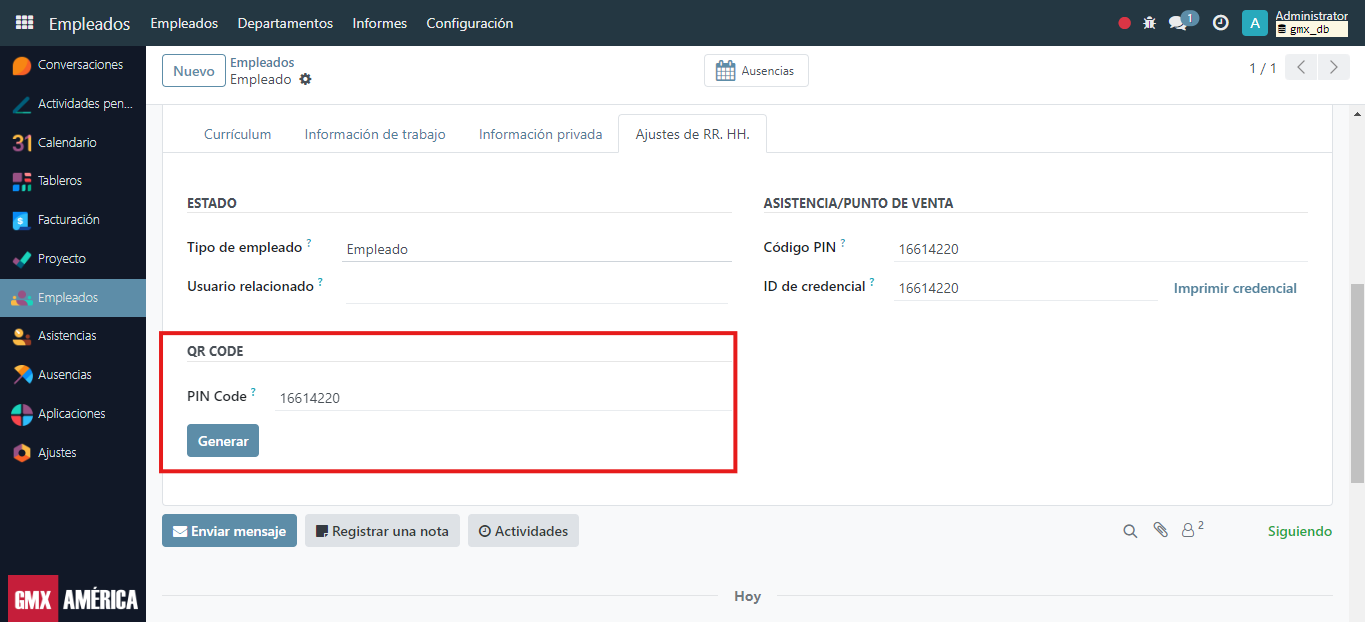 Empleados
Empleados
Departamentos
Informes
Configuración
1
A
Administrator
gmx_db
Conversaciones
Actividades pen...
31
Calendario
Tableros
$
Facturación
Proyecto
Empleados
Asistencias
Ausencias
Aplicaciones
Ajustes
GMX AMÉRICA
Nuevo
Empleados
Empleado
Ausencias
1 / 1
Currículum
Información de trabajo
Información privada
Ajustes de RR. HH.
ESTADO
Tipo de empleado ?
Empleado
Usuario relacionado ?
ASISTENCIA/PUNTO DE VENTA
Código PIN ?
16614220
ID de credencial ?
16614220
Imprimir credencial
QR CODE
PIN Code ?
16614220
Generar
Enviar mensaje
Registrar una nota
Actividades
2
Siguiendo
Hoy